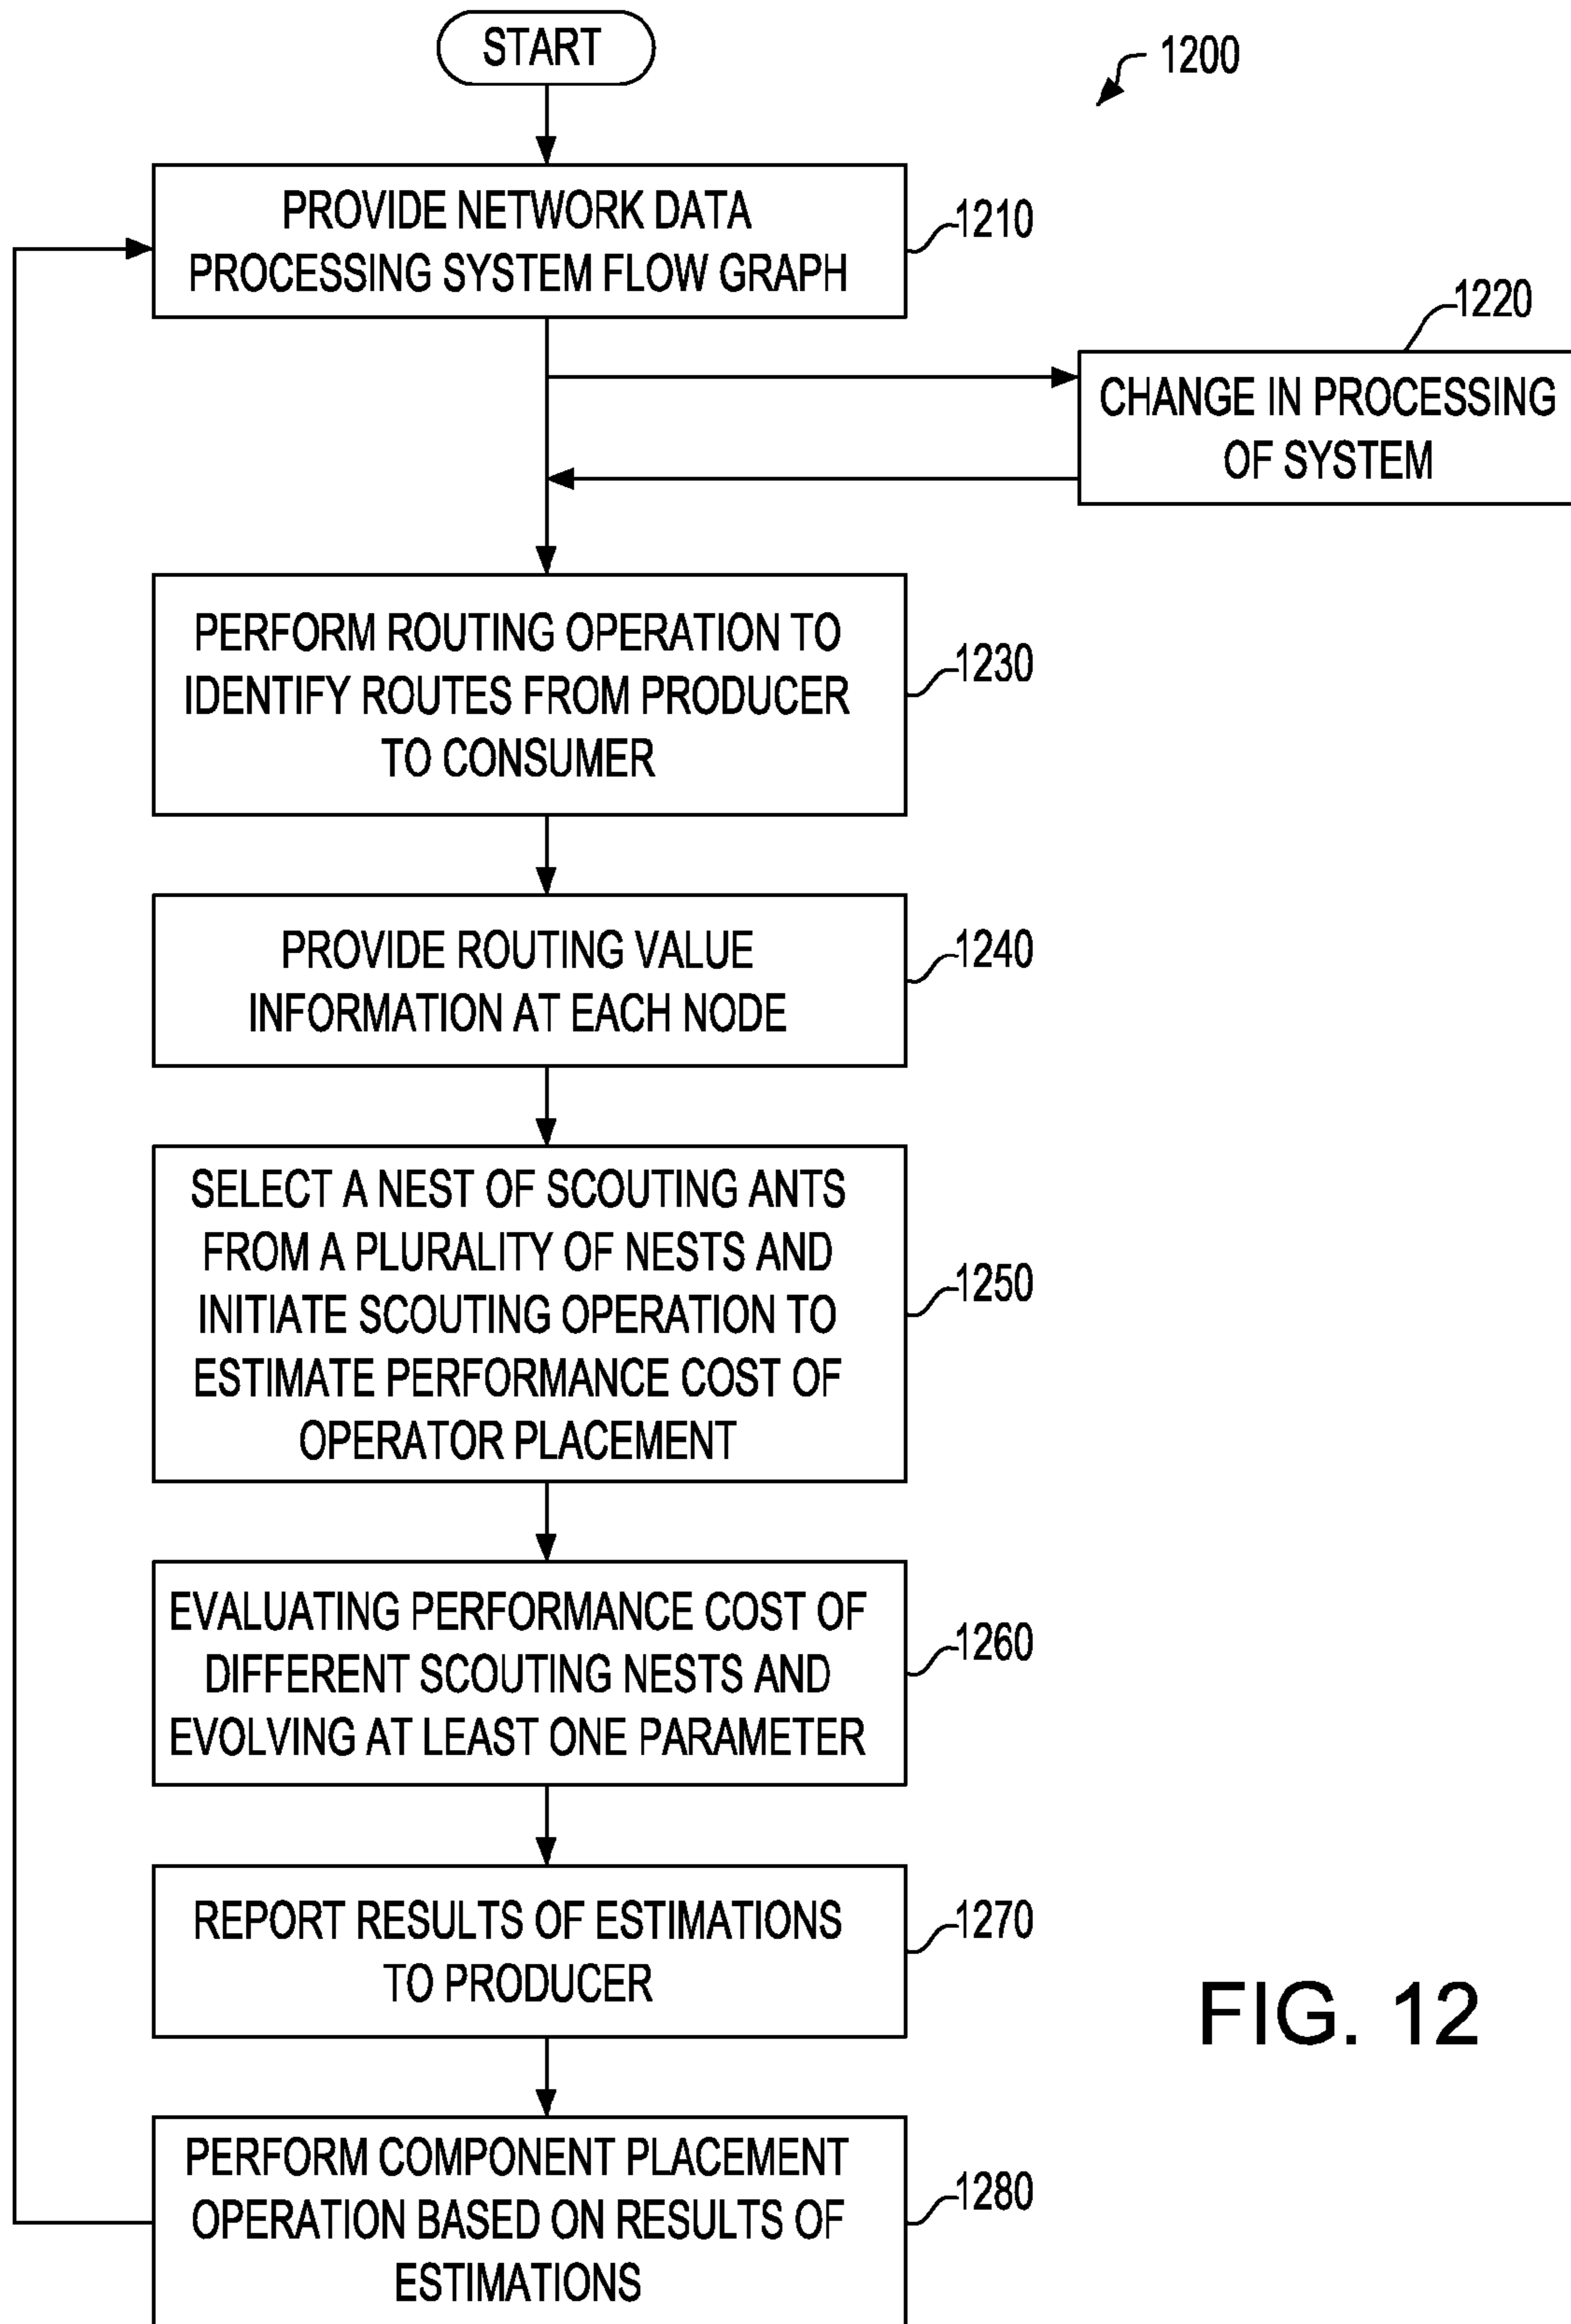 START
1200
PROVIDE NETWORK DATA
PROCESSING SYSTEM FLOW GRAPH
1210
1220
CHANGE IN PROCESSING
OF SYSTEM
PERFORM ROUTING OPERATION TO
IDENTIFY ROUTES FROM PRODUCER
TO CONSUMER
1230
PROVIDE ROUTING VALUE
INFORMATION AT EACH NODE
1240
SELECT A NEST OF SCOUTING ANTS
FROM A PLURALITY OF NESTS AND
INITIATE SCOUTING OPERATION TO
ESTIMATE PERFORMANCE COST OF
OPERATOR PLACEMENT
1250
EVALUATING PERFORMANCE COST OF
DIFFERENT SCOUTING NESTS AND
EVOLVING AT LEAST ONE PARAMETER
1260
REPORT RESULTS OF ESTIMATIONS
TO PRODUCER
1270
PERFORM COMPONENT PLACEMENT
OPERATION BASED ON RESULTS OF
ESTIMATIONS
1280
FIG. 12